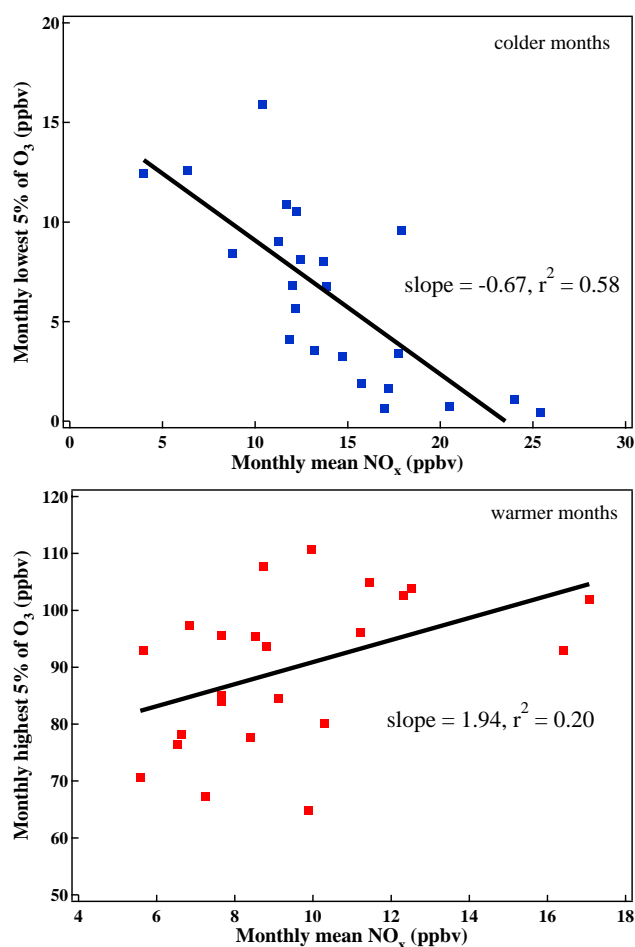 20
15
10
5
0
Monthly lowest 5% of O3 (ppbv)
colder months
slope = -0.67, r2 = 0.58
0 5 10 15 20 25 30
Monthly mean NOx (ppbv)
120
110
100
90
80
70
60
50
Monthly highest 5% of O3 (ppbv)
warmer months
slope = 1.94, r2 = 0.20
4 6 8 10 12 14 16 18
Monthly mean NOx (ppbv)